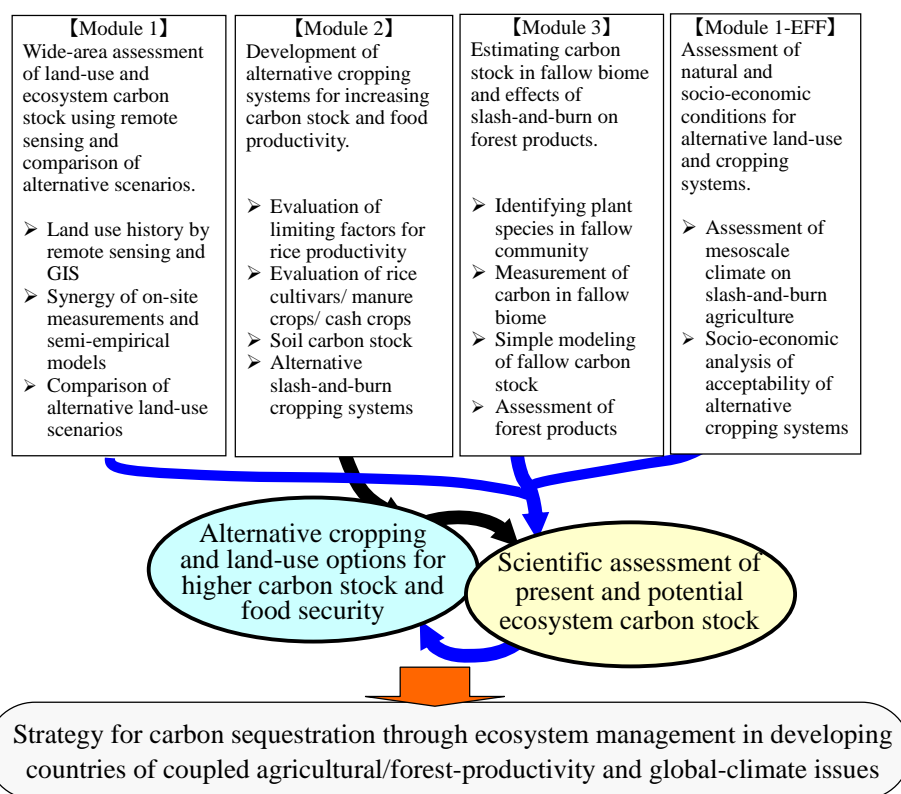 【Module 1】
Wide-area assessment
of land-use and
ecosystem carbon
stock using remote
sensing and
comparison of
alternative scenarios.
➢ Land use history by
remote sensing and
GIS
➢ Synergy of on-site
measurements and
semi-empirical
models
➢ Comparison of
alternative land-use
scenarios
【Module 2】
Development of
alternative cropping
systems for increasing
carbon stock and food
productivity.
➢ Evaluation of
limiting factors for
rice productivity
➢ Evaluation of rice
cultivars/ manure
crops/ cash crops
➢ Soil carbon stock
➢ Alternative
slash-and-burn
cropping systems
【Module 3】
Estimating carbon
stock in fallow biome
and effects of
slash-and-burn on
forest products.
➢ Identifying plant
species in fallow
community
➢ Measurement of
carbon in fallow
biome
➢ Simple modeling
of fallow carbon
stock
➢ Assessment of
forest products
【Module 1-EFF】
Assessment of
natural and
socio-economic
conditions for
alternative land-use
and cropping
systems.
➢ Assessment of
mesoscale
climate on
slash-and-burn
agriculture
➢ Socio-economic
analysis of
acceptability of
alternative
cropping systems
Alternative cropping
and land-use options for
higher carbon stock and
food security
Scientific assessment of
present and potential
ecosystem carbon stock
Strategy for carbon sequestration through ecosystem management in developing
countries of coupled agricultural/forest-productivity and global-climate issues